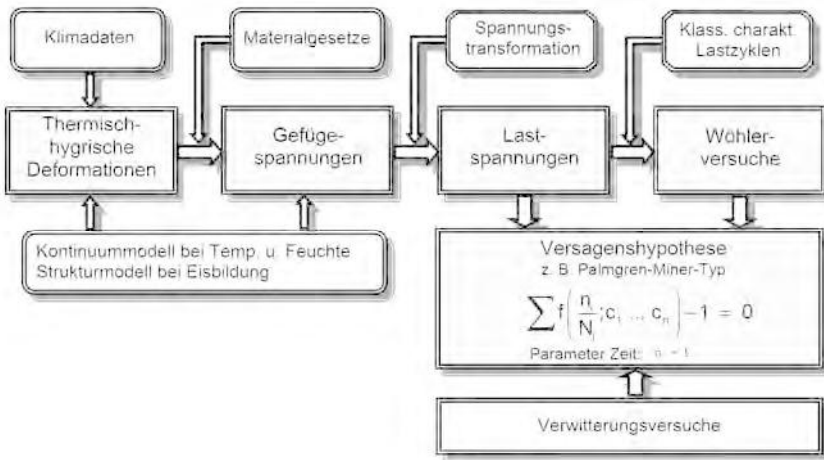 Klimadaten
Materialgesetze
Spannungs-
transformation
Klass. charakt.
Lastzyklen
Thermisch-
hygrische
Deformationen
Gefüge-
spannungen
Last-
spannungen
Wöhler-
versuche
Kontinuummodell bei Temp. u. Feuchte
Strukturmodell bei Eisbildung
Versagenshypothese
z. B. Palmgren-Miner-Typ
∑ f ( nᵢ / Nᵢ ; c₁ ... cₙ ) − 1 = 0
Parameter Zeit:
Verwitterungsversuche